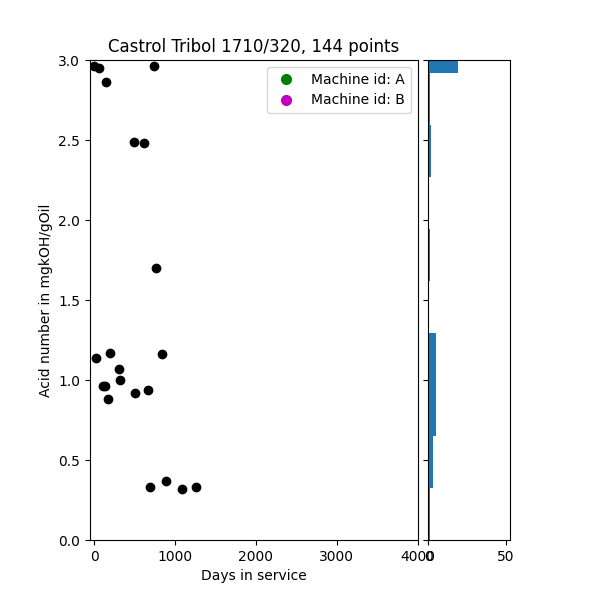 Castrol Tribol 1710/320, 144 points
Machine id: A
Machine id: B
3.0
2.5
2.0
1.5
1.0
0.5
0.0
Acid number in mgkOH/gOil
0
1000
2000
3000
4000
0
50
Days in service